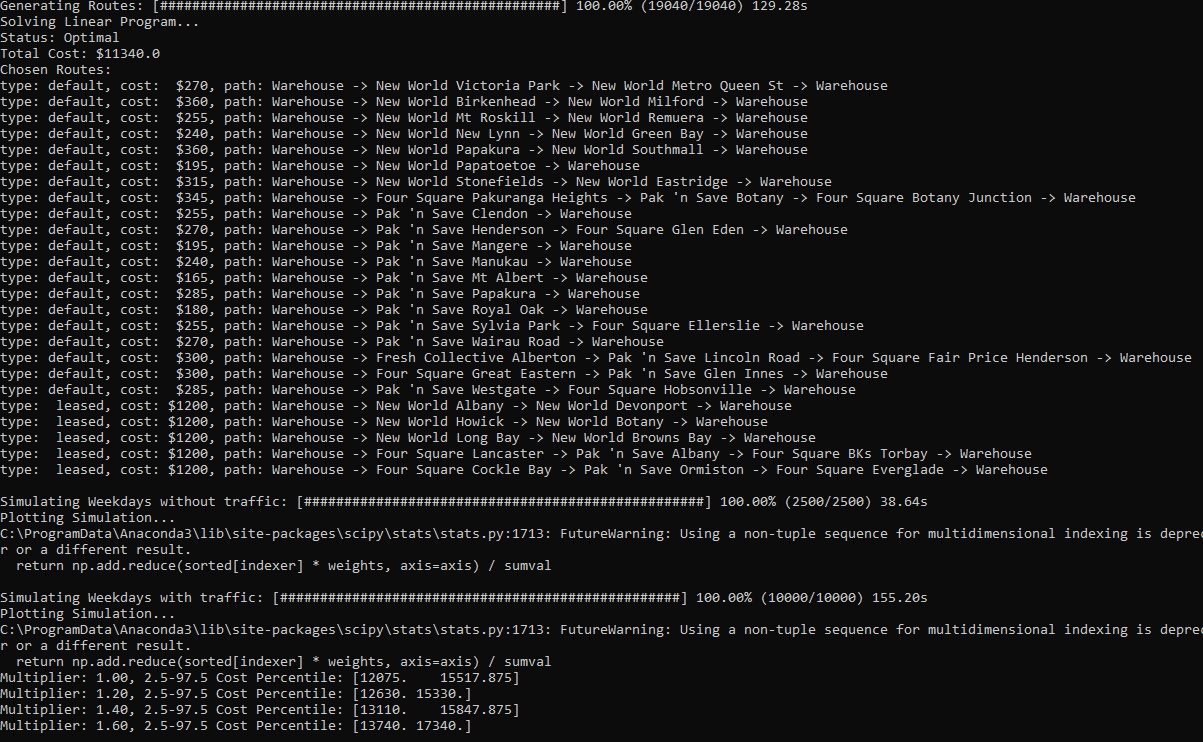 Generating Routes: [##################################################] 100.00% (19040/19040) 129.28s
Solving Linear Program...
Status: Optimal
Total Cost: $11340.0
Chosen Routes:
type: default, cost:  $270, path: Warehouse -> New World Victoria Park -> New World Metro Queen St -> Warehouse
type: default, cost:  $360, path: Warehouse -> New World Birkenhead -> New World Milford -> Warehouse
type: default, cost:  $255, path: Warehouse -> New World Mt Roskill -> New World Remuera -> Warehouse
type: default, cost:  $240, path: Warehouse -> New World New Lynn -> New World Green Bay -> Warehouse
type: default, cost:  $360, path: Warehouse -> New World Papakura -> New World Southmall -> Warehouse
type: default, cost:  $195, path: Warehouse -> New World Papatoetoe -> Warehouse
type: default, cost:  $315, path: Warehouse -> New World Stonefields -> New World Eastridge -> Warehouse
type: default, cost:  $345, path: Warehouse -> Four Square Pakuranga Heights -> Pak 'n Save Botany -> Four Square Botany Junction -> Warehouse
type: default, cost:  $255, path: Warehouse -> Pak 'n Save Clendon -> Warehouse
type: default, cost:  $270, path: Warehouse -> Pak 'n Save Henderson -> Four Square Glen Eden -> Warehouse
type: default, cost:  $195, path: Warehouse -> Pak 'n Save Mangere -> Warehouse
type: default, cost:  $240, path: Warehouse -> Pak 'n Save Manukau -> Warehouse
type: default, cost:  $165, path: Warehouse -> Pak 'n Save Mt Albert -> Warehouse
type: default, cost:  $285, path: Warehouse -> Pak 'n Save Papakura -> Warehouse
type: default, cost:  $180, path: Warehouse -> Pak 'n Save Royal Oak -> Warehouse
type: default, cost:  $255, path: Warehouse -> Pak 'n Save Sylvia Park -> Four Square Ellerslie -> Warehouse
type: default, cost:  $270, path: Warehouse -> Pak 'n Save Wairau Road -> Warehouse
type: default, cost:  $300, path: Warehouse -> Fresh Collective Alberton -> Pak 'n Save Lincoln Road -> Four Square Fair Price Henderson -> Warehouse
type: default, cost:  $300, path: Warehouse -> Four Square Great Eastern -> Pak 'n Save Glen Innes -> Warehouse
type: default, cost:  $285, path: Warehouse -> Pak 'n Save Westgate -> Four Square Hobsonville -> Warehouse
type:  leased, cost: $1200, path: Warehouse -> New World Albany -> New World Devonport -> Warehouse
type:  leased, cost: $1200, path: Warehouse -> New World Howick -> New World Botany -> Warehouse
type:  leased, cost: $1200, path: Warehouse -> New World Long Bay -> New World Browns Bay -> Warehouse
type:  leased, cost: $1200, path: Warehouse -> Four Square Lancaster -> Pak 'n Save Albany -> Four Square BKs Torbay -> Warehouse
type:  leased, cost: $1200, path: Warehouse -> Four Square Cockle Bay -> Pak 'n Save Ormiston -> Four Square Everglade -> Warehouse
Simulating Weekdays without traffic: [##################################################] 100.00% (2500/2500) 38.64s
Plotting Simulation...
C:\ProgramData\Anaconda3\lib\site-packages\scipy\stats\stats.py:1713: FutureWarning: Using a non-tuple sequence for multidimensional indexing is depre
r or a different result.
  return np.add.reduce(sorted[indexer] * weights, axis=axis) / sumval
Simulating Weekdays with traffic: [##################################################] 100.00% (10000/10000) 155.20s
Plotting Simulation...
C:\ProgramData\Anaconda3\lib\site-packages\scipy\stats\stats.py:1713: FutureWarning: Using a non-tuple sequence for multidimensional indexing is depre
r or a different result.
  return np.add.reduce(sorted[indexer] * weights, axis=axis) / sumval
Multiplier: 1.00, 2.5-97.5 Cost Percentile: [12075.    15517.875]
Multiplier: 1.20, 2.5-97.5 Cost Percentile: [12630. 15330.]
Multiplier: 1.40, 2.5-97.5 Cost Percentile: [13110.    15847.875]
Multiplier: 1.60, 2.5-97.5 Cost Percentile: [13740. 17340.]